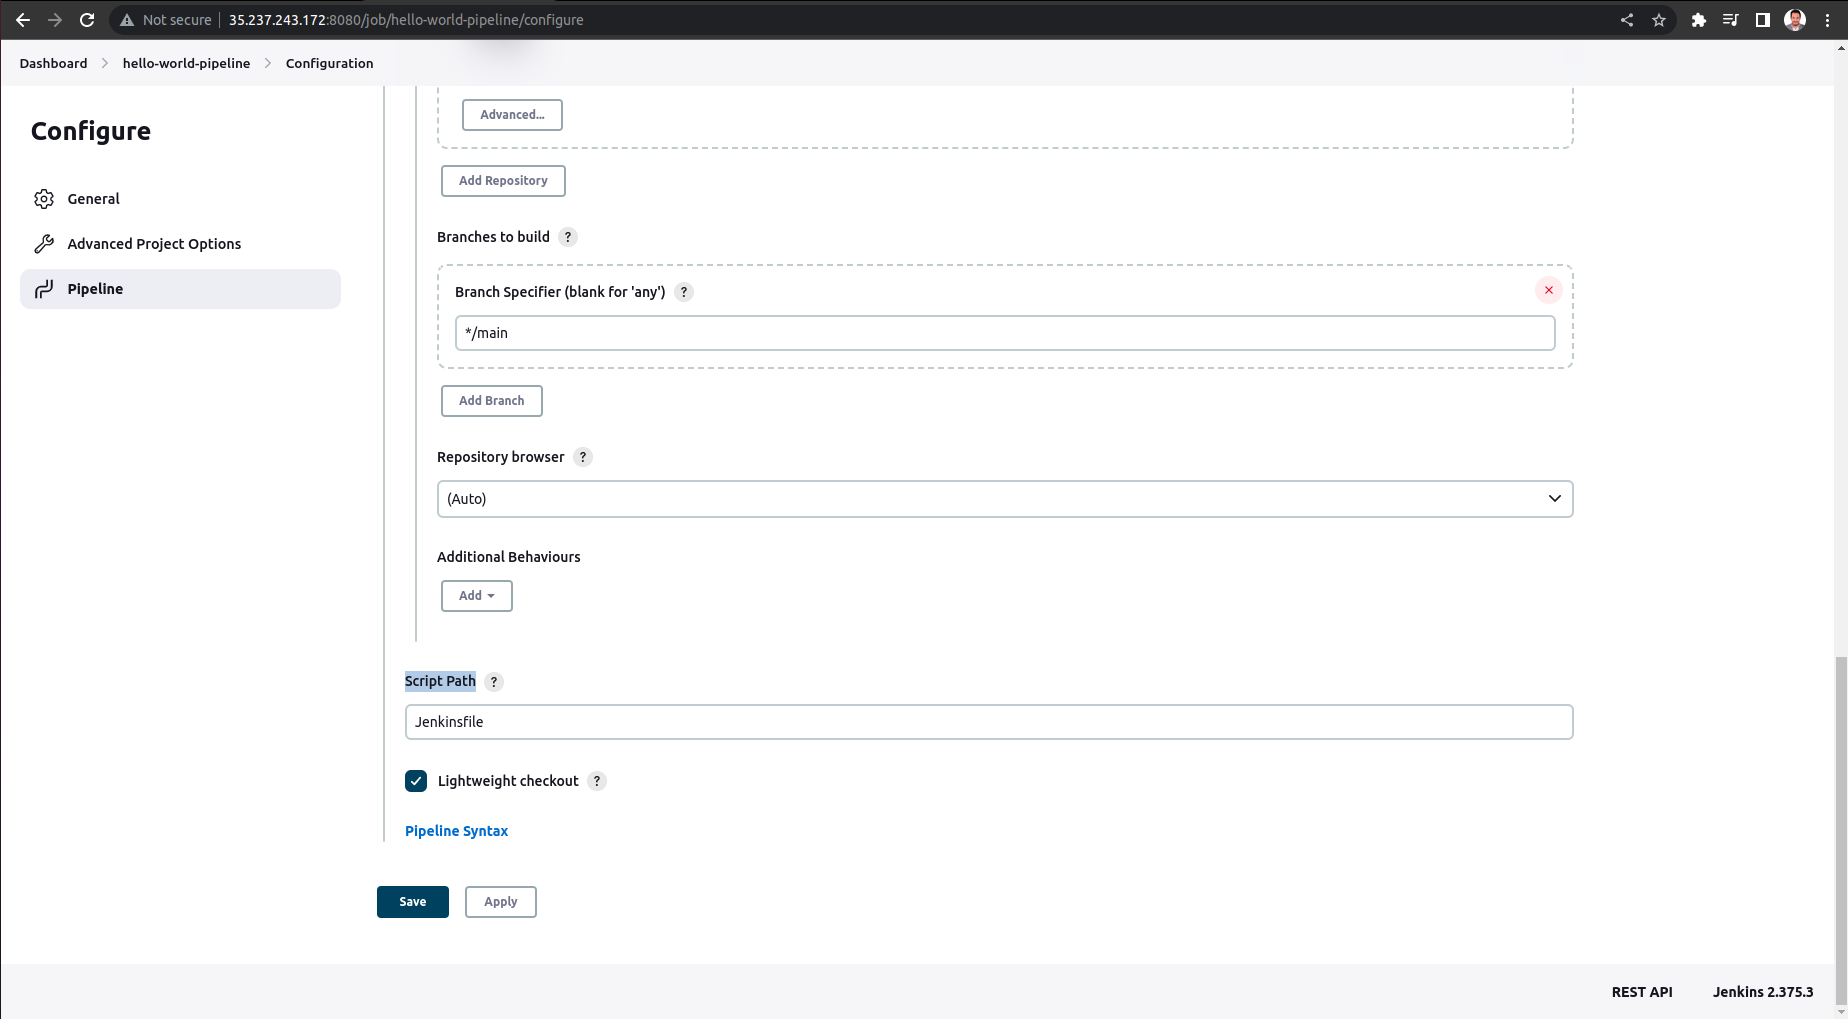 Not secure 35.237.243.172:8080/job/hello-world-pipeline/configure
Dashboard hello-world-pipeline Configuration
Configure
General
Advanced Project Options
Pipeline
Advanced...
Add Repository
Branches to build ?
Branch Specifier (blank for 'any') ?
*/main
Add Branch
Repository browser ?
(Auto)
Additional Behaviours
Add
Script Path ?
Jenkinsfile
Lightweight checkout ?
Pipeline Syntax
Save Apply
REST API Jenkins 2.375.3